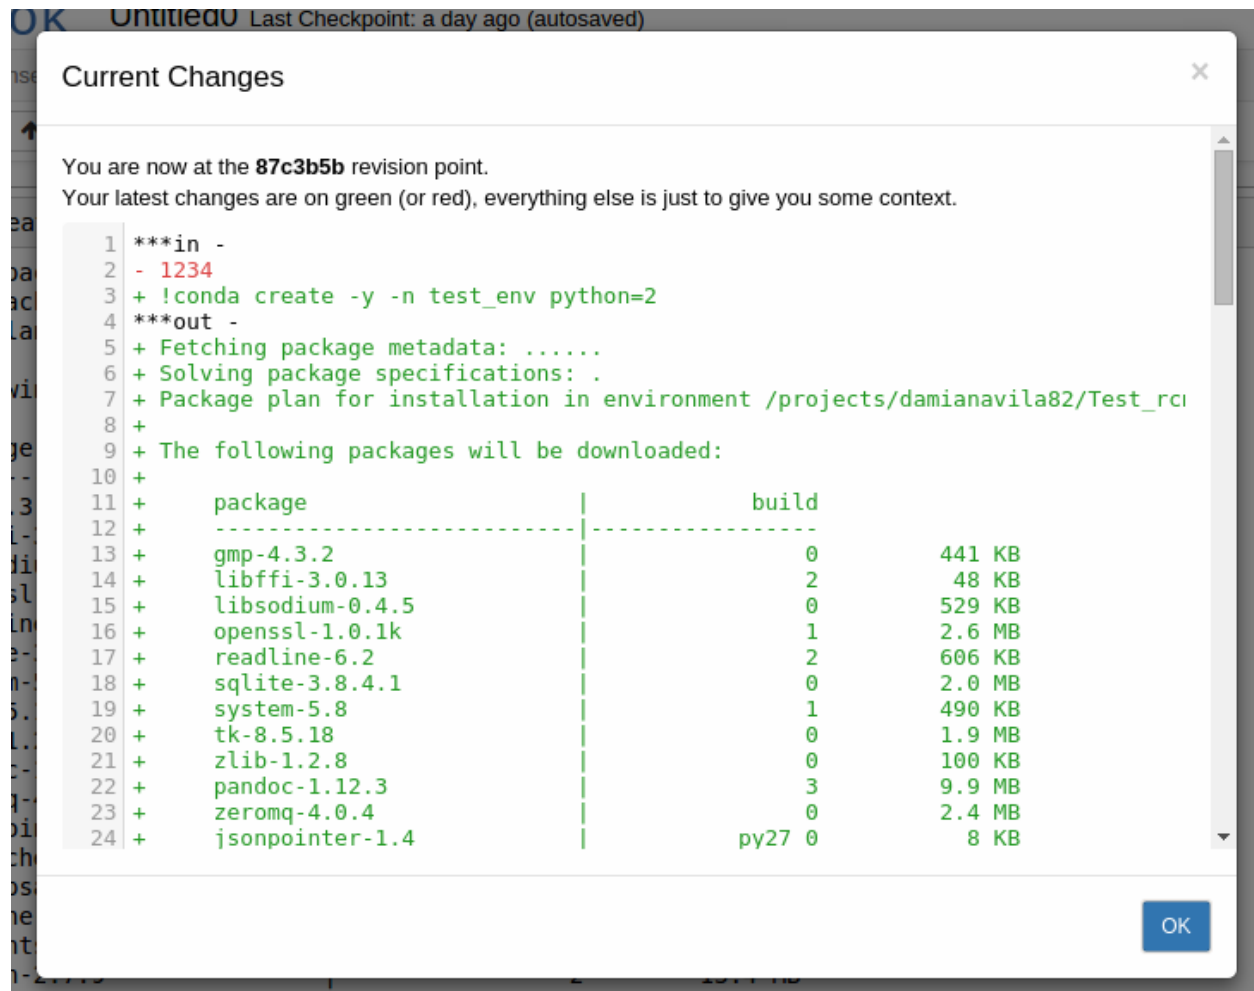 OK Untitled0 Last Checkpoint: a day ago (autosaved)
Current Changes ×
You are now at the 87c3b5b revision point.
Your latest changes are on green (or red), everything else is just to give you some context.
1 ***in -
2 - 1234
3 + !conda create -y -n test_env python=2
4 ***out -
5 + Fetching package metadata: ......
6 + Solving package specifications: .
7 + Package plan for installation in environment /projects/damianavila82/Test_rc
8 +
9 + The following packages will be downloaded:
10 +
11 + package | build
12 + ---------------------------|-----------------
13 + gmp-4.3.2 | 0 441 KB
14 + libffi-3.0.13 | 2 48 KB
15 + libsodium-0.4.5 | 0 529 KB
16 + openssl-1.0.1k | 1 2.6 MB
17 + readline-6.2 | 2 606 KB
18 + sqlite-3.8.4.1 | 0 2.0 MB
19 + system-5.8 | 1 490 KB
20 + tk-8.5.18 | 0 1.9 MB
21 + zlib-1.2.8 | 0 100 KB
22 + pandoc-1.12.3 | 3 9.9 MB
23 + zeromq-4.0.4 | 0 2.4 MB
24 + jsonpointer-1.4 | py27_0 8 KB
OK